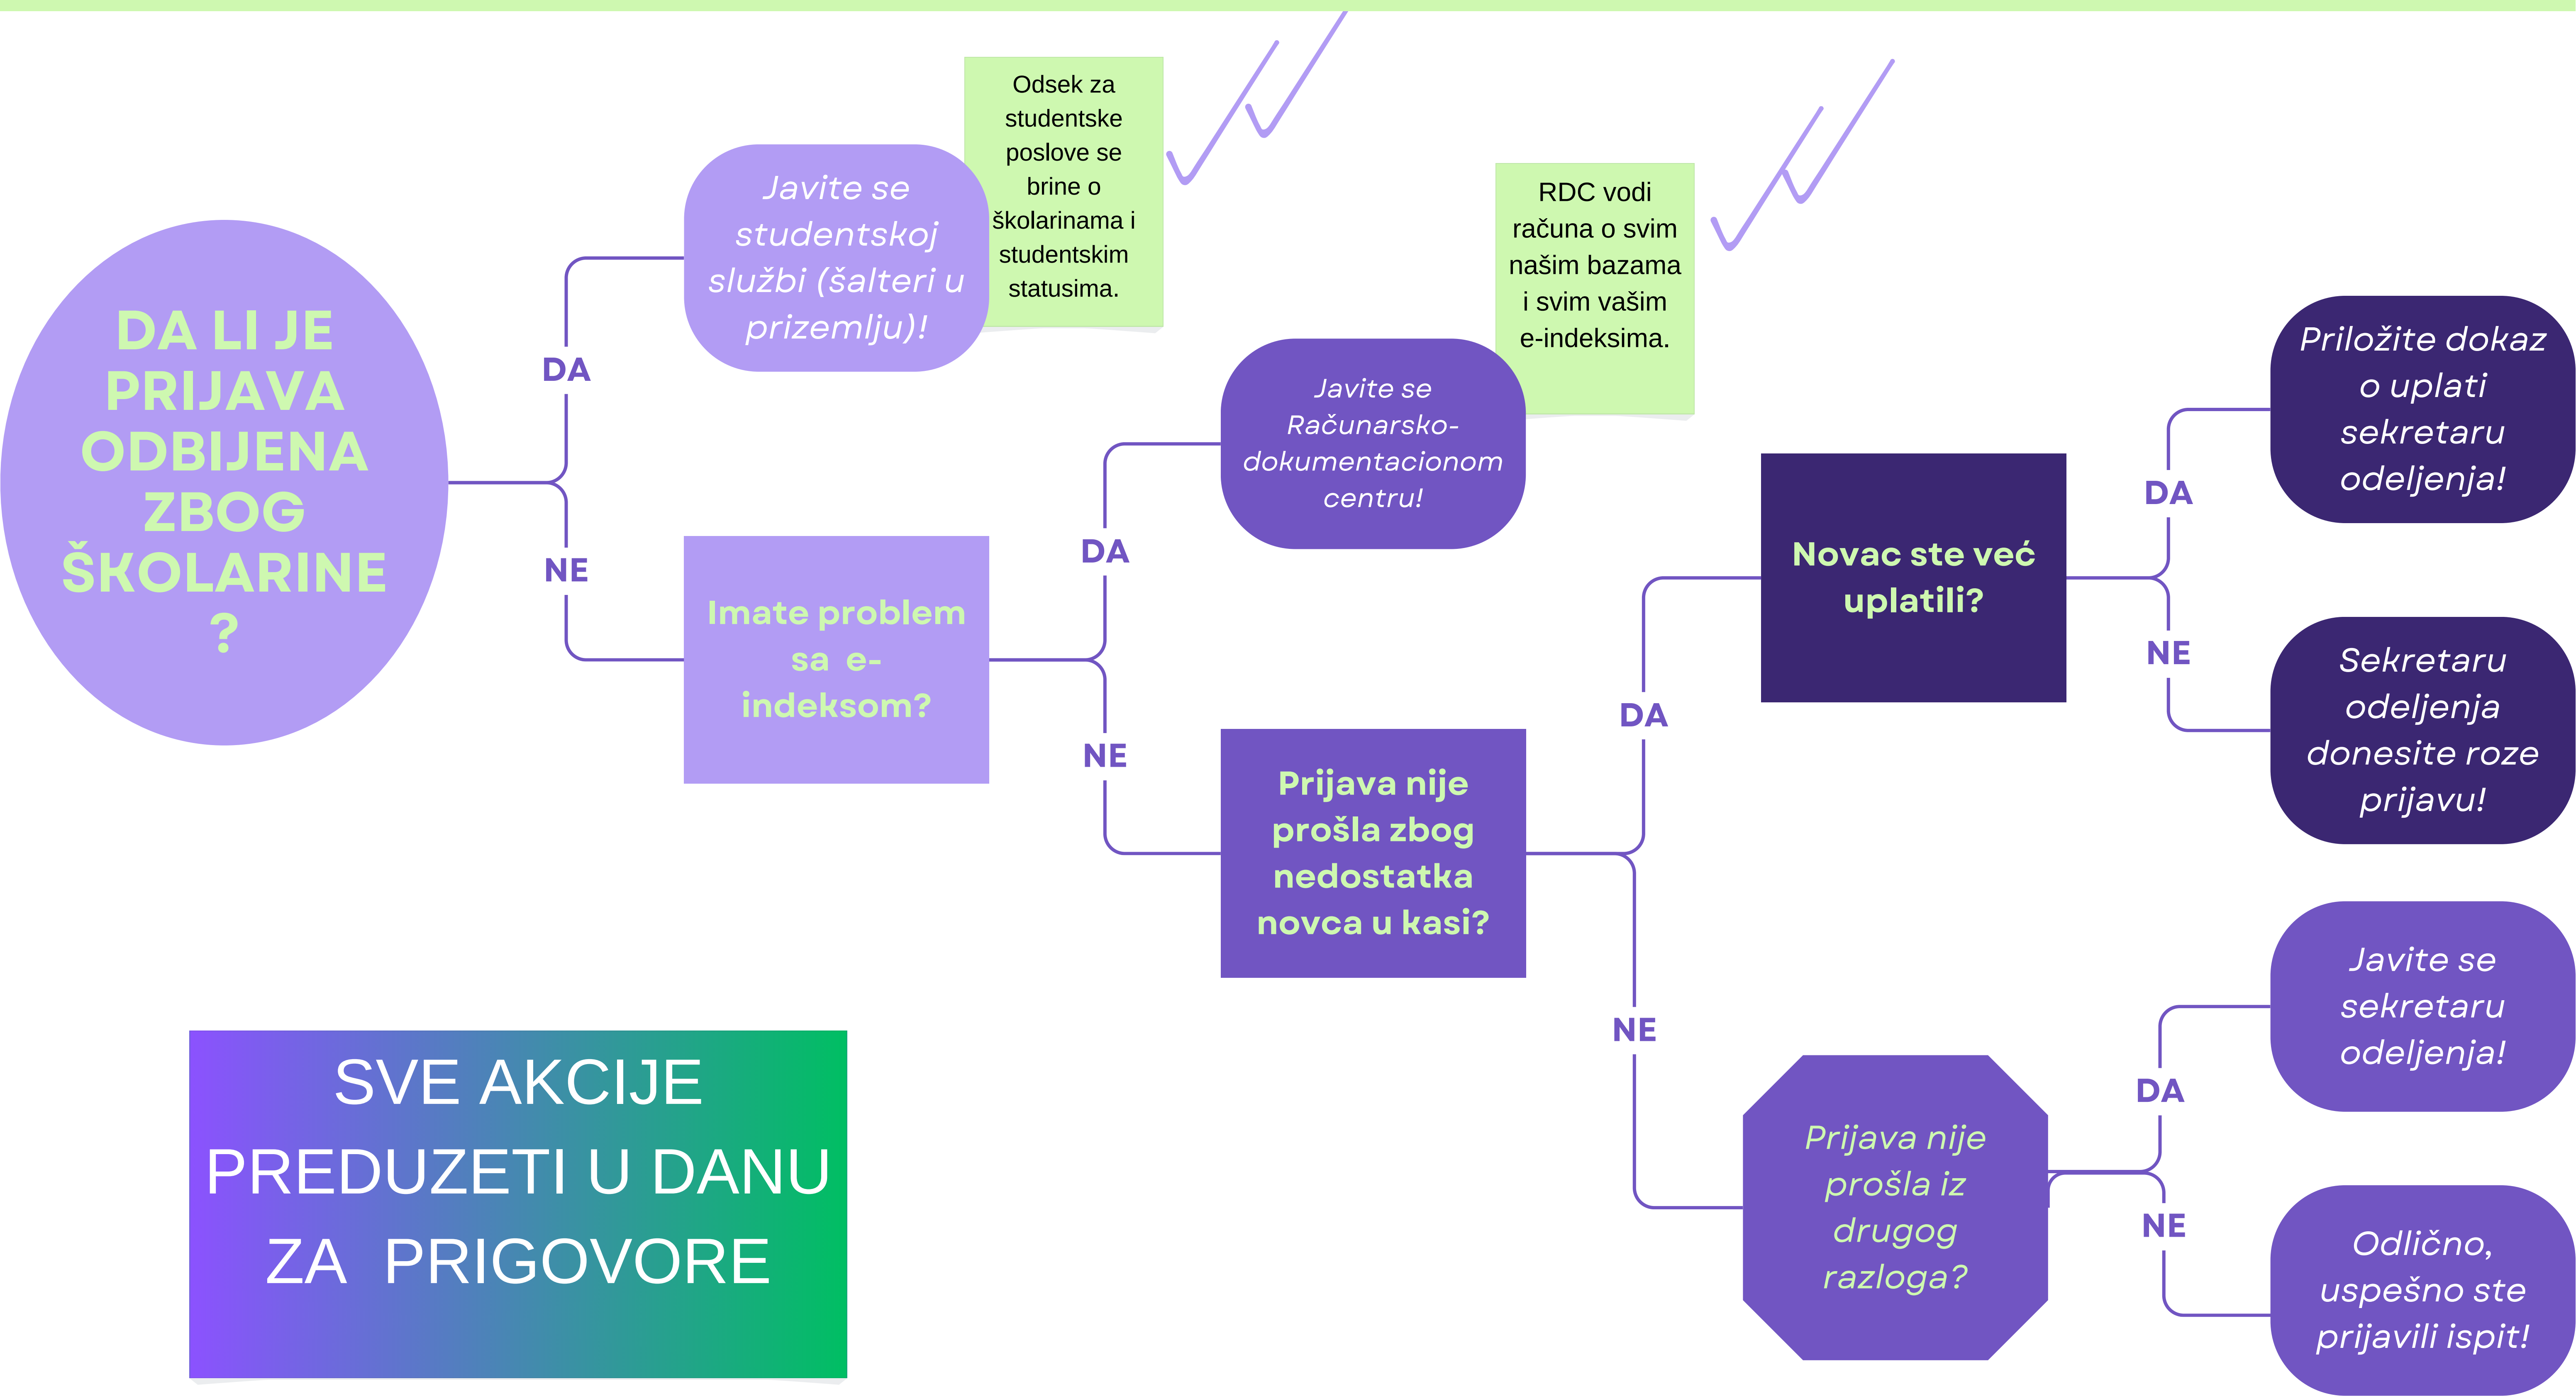 DA LI JE
PRIJAVA
ODBIJENA
ZBOG
ŠKOLARINE
?
DA
NE
Javite se
studentskoj
službi (šalteri u
prizemlju)!
Odsek za
studentske
poslove se
brine o
školarinama i
studentskim
statusima.
Imate problem
sa  e-
indeksom?
DA
NE
Javite se
Računarsko-
dokumentacionom
centru!
RDC vodi
računa o svim
našim bazama
i svim vašim
e-indeksima.
Prijava nije
prošla zbog
nedostatka
novca u kasi?
DA
NE
Novac ste već
uplatili?
DA
NE
Priložite dokaz
o uplati
sekretaru
odeljenja!
Sekretaru
odeljenja
donesite roze
prijavu!
Prijava nije
prošla iz
drugog
razloga?
DA
NE
Javite se
sekretaru
odeljenja!
Odlično,
uspešno ste
prijavili ispit!
SVE AKCIJE
PREDUZETI U DANU
ZA  PRIGOVORE